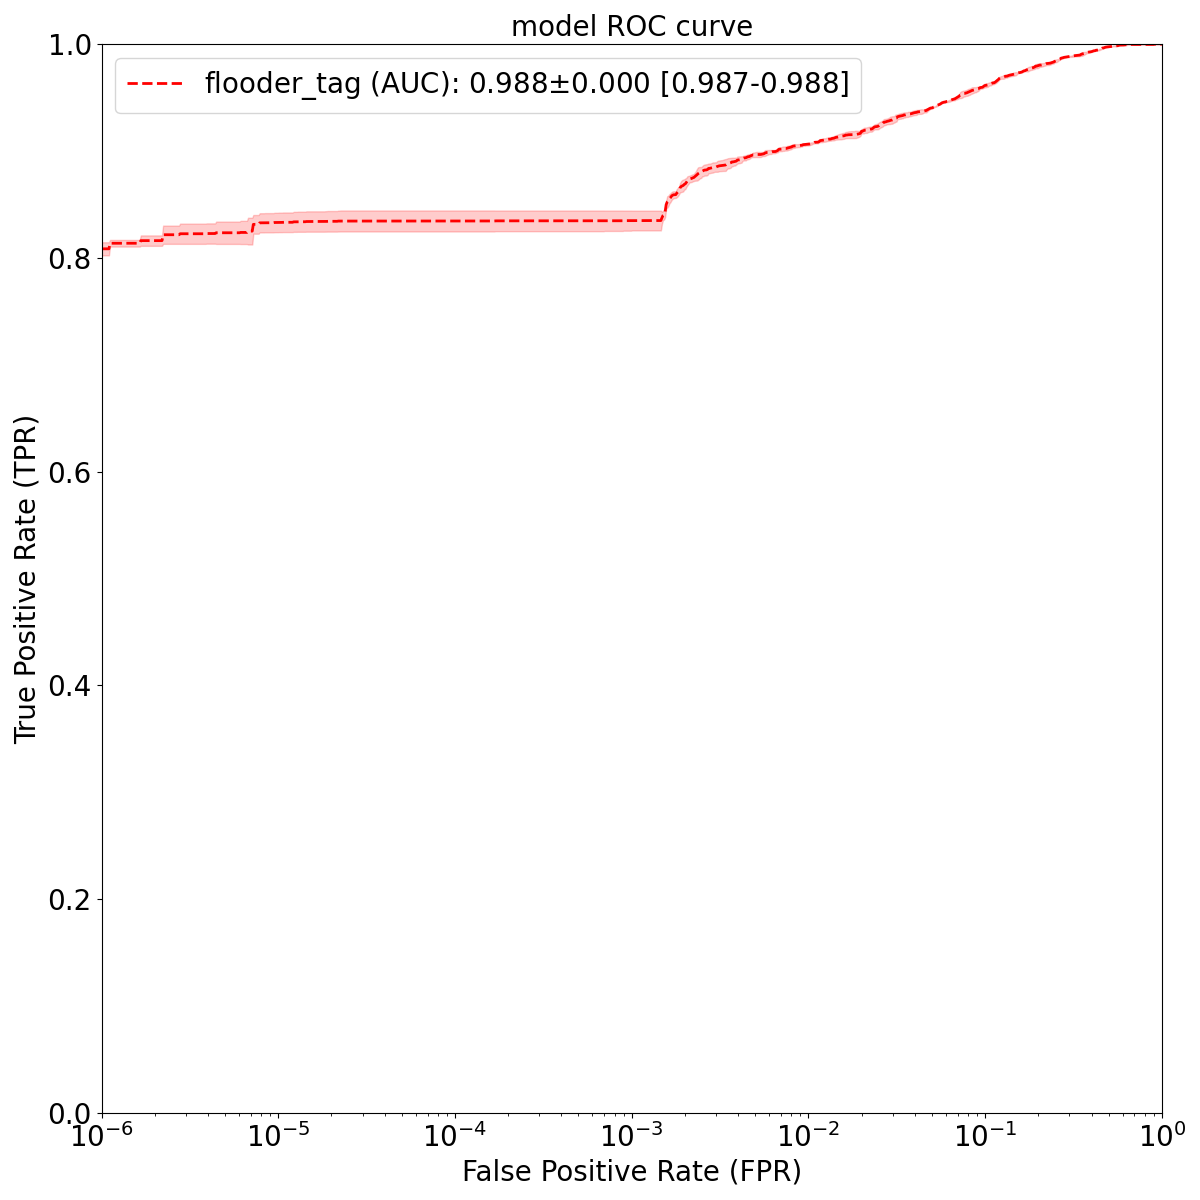 model ROC curve
flooder_tag (AUC): 0.988±0.000 [0.987-0.988]
True Positive Rate (TPR)
1.0
0.8
0.6
0.4
0.2
0.0
10⁻⁶ 10⁻⁵ 10⁻⁴ 10⁻³ 10⁻² 10⁻¹ 10⁰
False Positive Rate (FPR)